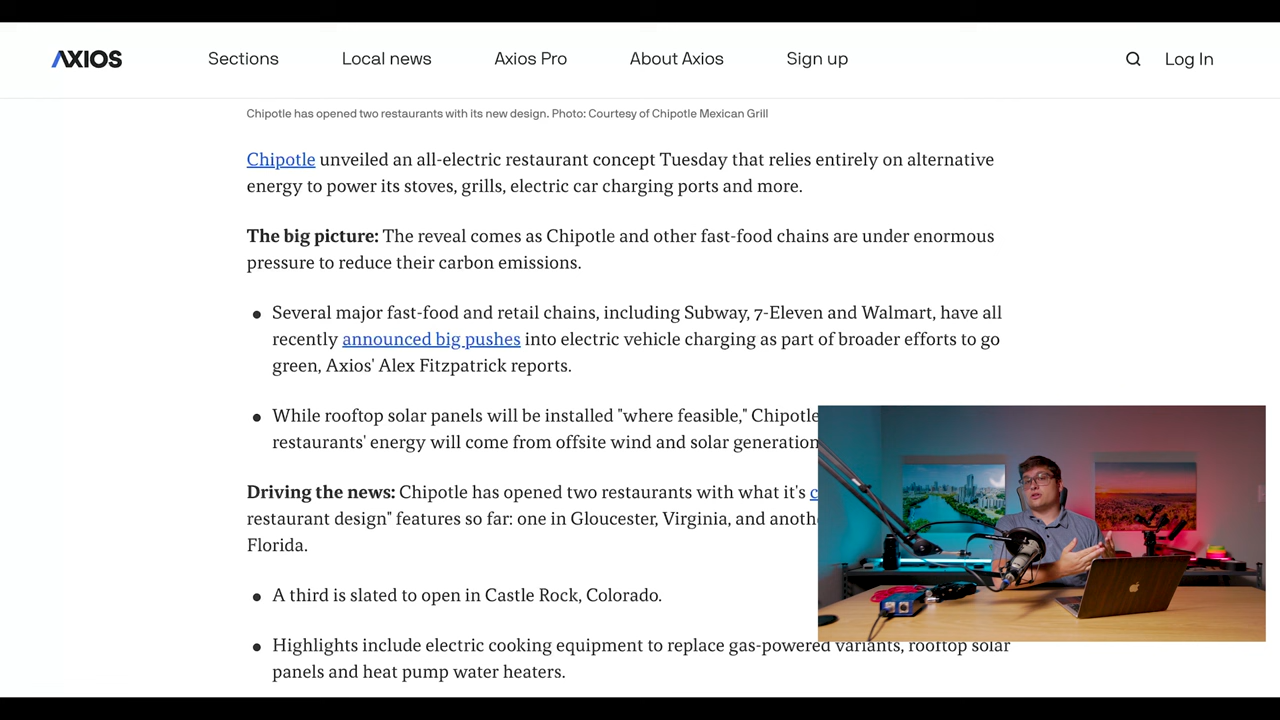 AXIOS
Sections
Local news
Axios Pro
About Axios
Sign up
Log In
Chipotle has opened two restaurants with its new design. Photo: Courtesy of Chipotle Mexican Grill
Chipotle unveiled an all-electric restaurant concept Tuesday that relies entirely on alternative
energy to power its stoves, grills, electric car charging ports and more.
The big picture: The reveal comes as Chipotle and other fast-food chains are under enormous
pressure to reduce their carbon emissions.
● Several major fast-food and retail chains, including Subway, 7-Eleven and Walmart, have all
recently announced big pushes into electric vehicle charging as part of broader efforts to go
green, Axios' Alex Fitzpatrick reports.
● While rooftop solar panels will be installed "where feasible," Chipotle
restaurants' energy will come from offsite wind and solar generation
Driving the news: Chipotle has opened two restaurants with what it's
restaurant design" features so far: one in Gloucester, Virginia, and
Florida.
● A third is slated to open in Castle Rock, Colorado.
● Highlights include electric cooking equipment to replace gas-powered variants, rooftop solar
panels and heat pump water heaters.